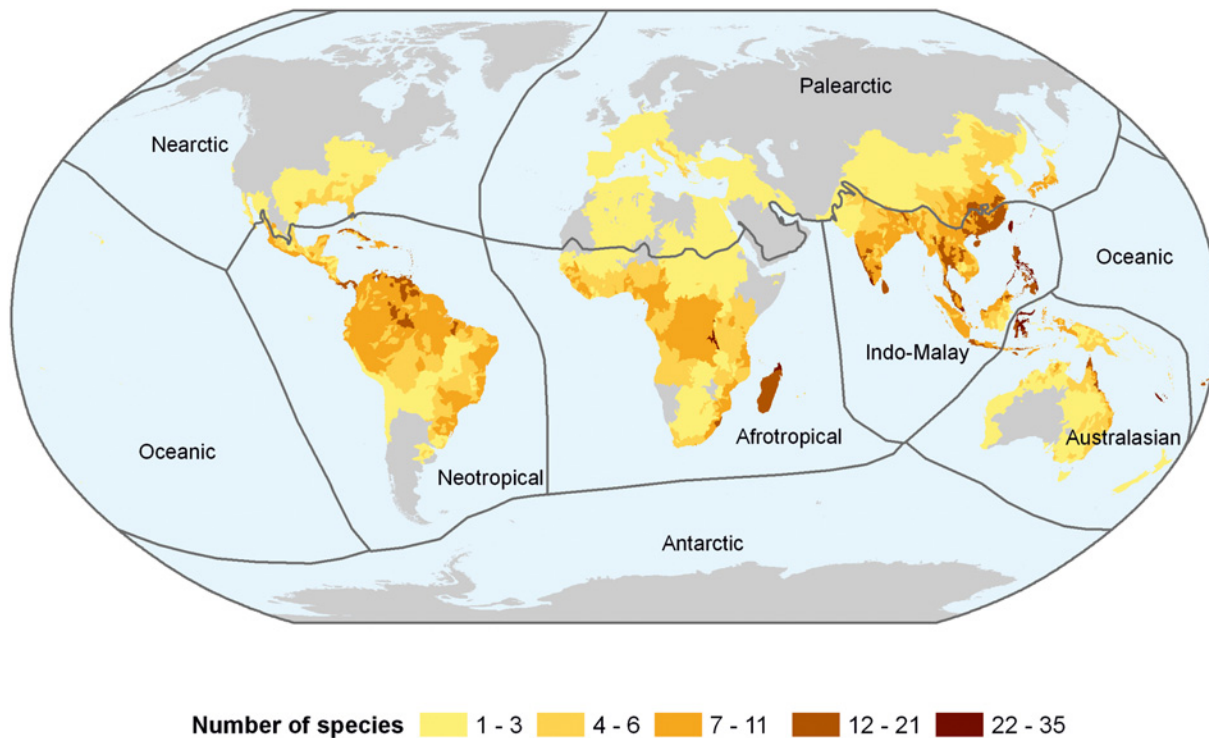 Palearctic
Nearctic
Oceanic
Indo-Malay
Oceanic
Neotropical
Afrotropical
Australasian
Antarctic
Number of species 1 - 3 4 - 6 7 - 11 12 - 21 22 - 35